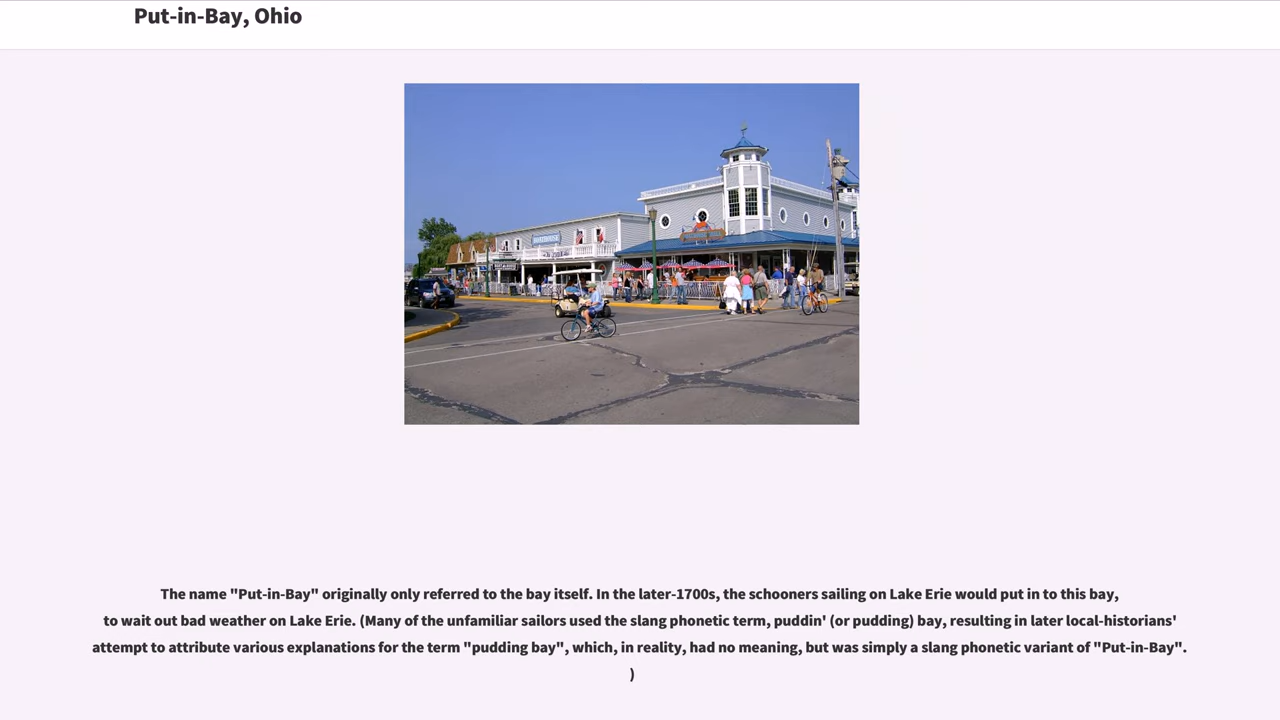 Put-in-Bay, Ohio
BOATHOUSE
The name "Put-in-Bay" originally only referred to the bay itself. In the later-1700s, the schooners sailing on Lake Erie would put in to this bay,
to wait out bad weather on Lake Erie. (Many of the unfamiliar sailors used the slang phonetic term, puddin' (or pudding) bay, resulting in later local-historians'
attempt to attribute various explanations for the term "pudding bay", which, in reality, had no meaning, but was simply a slang phonetic variant of "Put-in-Bay".
)